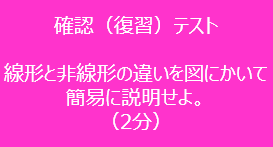 確認（復習）テスト
線形と非線形の違いを図にかいて
簡易に説明せよ。
（2分）